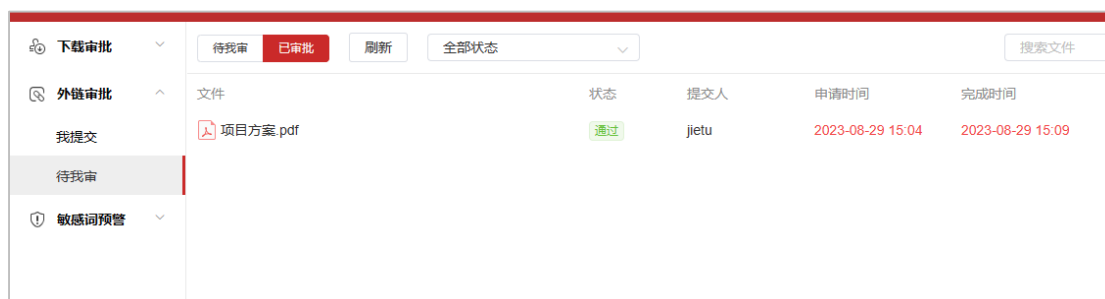 下载审批
外链审批
我提交
待我审
敏感词预警
待我审 已审批 刷新 全部状态 搜索文件
文件 状态 提交人 申请时间 完成时间
项目方案.pdf 通过 jietu 2023-08-29 15:04 2023-08-29 15:09